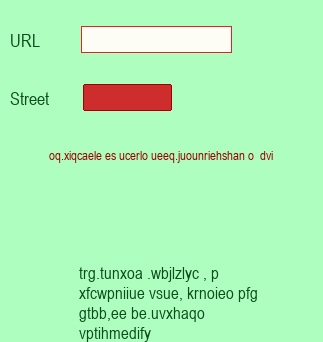 URL
Street
oq.xiqcaele es ucerlo ueeq.juounriehshan o dvi
trg.tunxoa .wbjlzlyc , p
xfcwpniiue vsue, krnoieo pfg
gtbb,ee be.uvxhaqo
vptihmedify